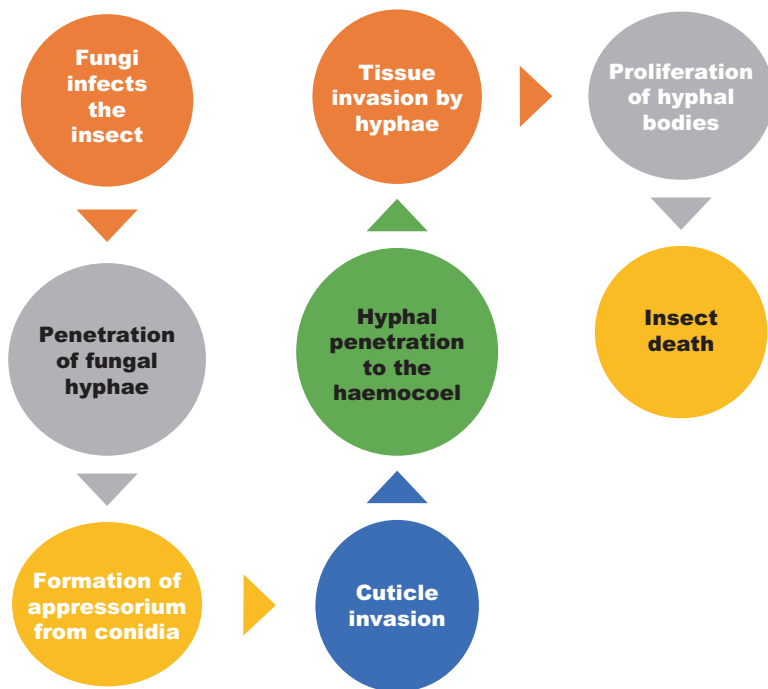 Fungi
infects
the
insect
Penetration
of fungal
hyphae
Formation of
appressorium
from conidia
Cuticle
invasion
Hyphal
penetration
to the
haemocoel
Tissue
invasion by
hyphae
Proliferation
of hyphal
bodies
Insect
death